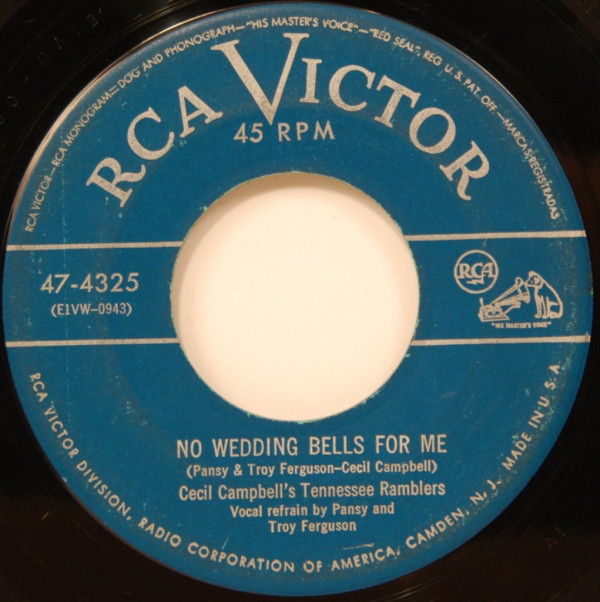 RCA VICTOR—RCA MONOGRAM—DOG AND PHONOGRAPH—"HIS MASTER'S VOICE"—"RED SEAL", REG. U.S. PAT. OFF.—MARCAS REGISTRADAS
RCA VICTOR
45 RPM
47-4325
(E1VW-0943)
RCA
"HIS MASTER'S VOICE"
NO WEDDING BELLS FOR ME
(Pansy & Troy Ferguson-Cecil Campbell)
Cecil Campbell's Tennessee Ramblers
Vocal refrain by Pansy and
Troy Ferguson
RCA VICTOR DIVISION, RADIO CORPORATION OF AMERICA, CAMDEN, N. J. MADE IN U.S.A.